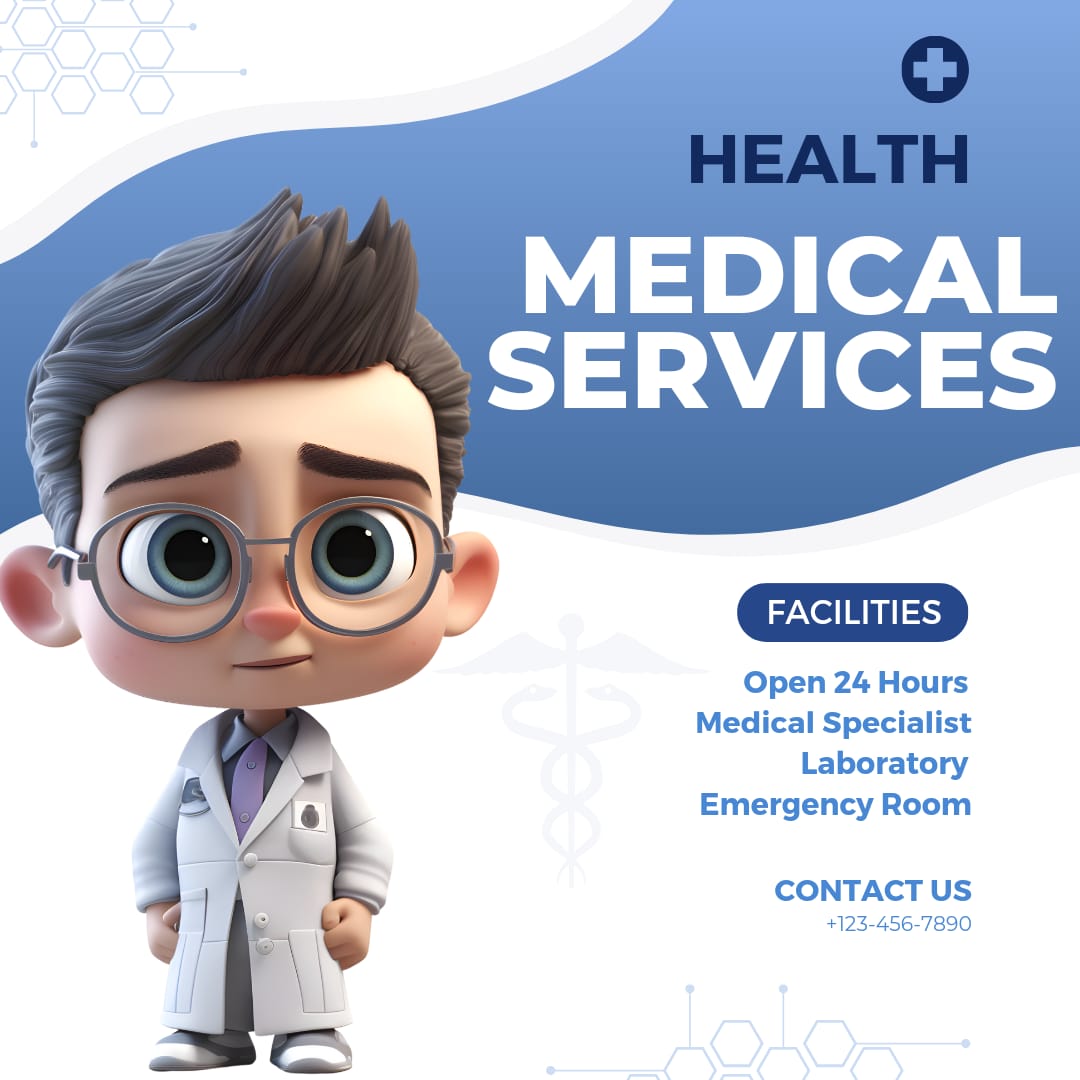 HEALTH
MEDICAL
SERVICES
FACILITIES
Open 24 Hours
Medical Specialist
Laboratory
Emergency Room
CONTACT US
+123-456-7890